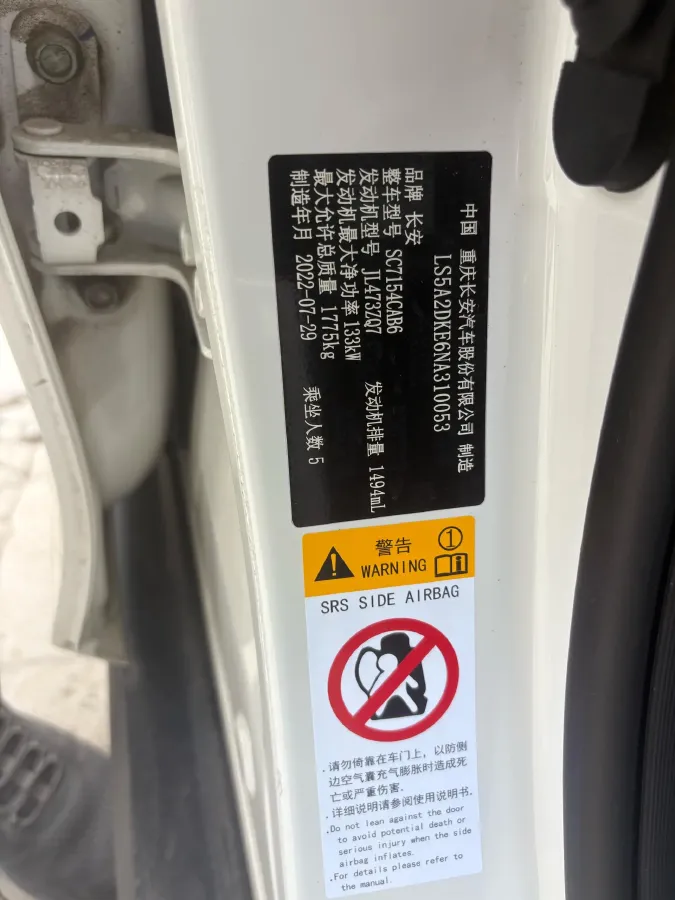 中国 重庆长安汽车股份有限公司 制造
LS5A2DKE6NA310053
品牌 长安
整车型号 SC7154CAB6
发动机型号 JL473ZQ7 发动机排量 1494mL
发动机最大净功率 133kW
最大允许总质量 1775kg
制造年月 2022-07-29 乘坐人数 5
警告 ①
WARNING
SRS SIDE AIRBAG
.请勿倚靠在车门上，以防侧
边空气囊充气膨胀时造成死
亡或严重伤害.
.详细说明请参阅使用说明书.
.Do not lean against the door
to avoid potential death or
serious injury when the side
airbag inflates.
.For details please refer to
the manual.